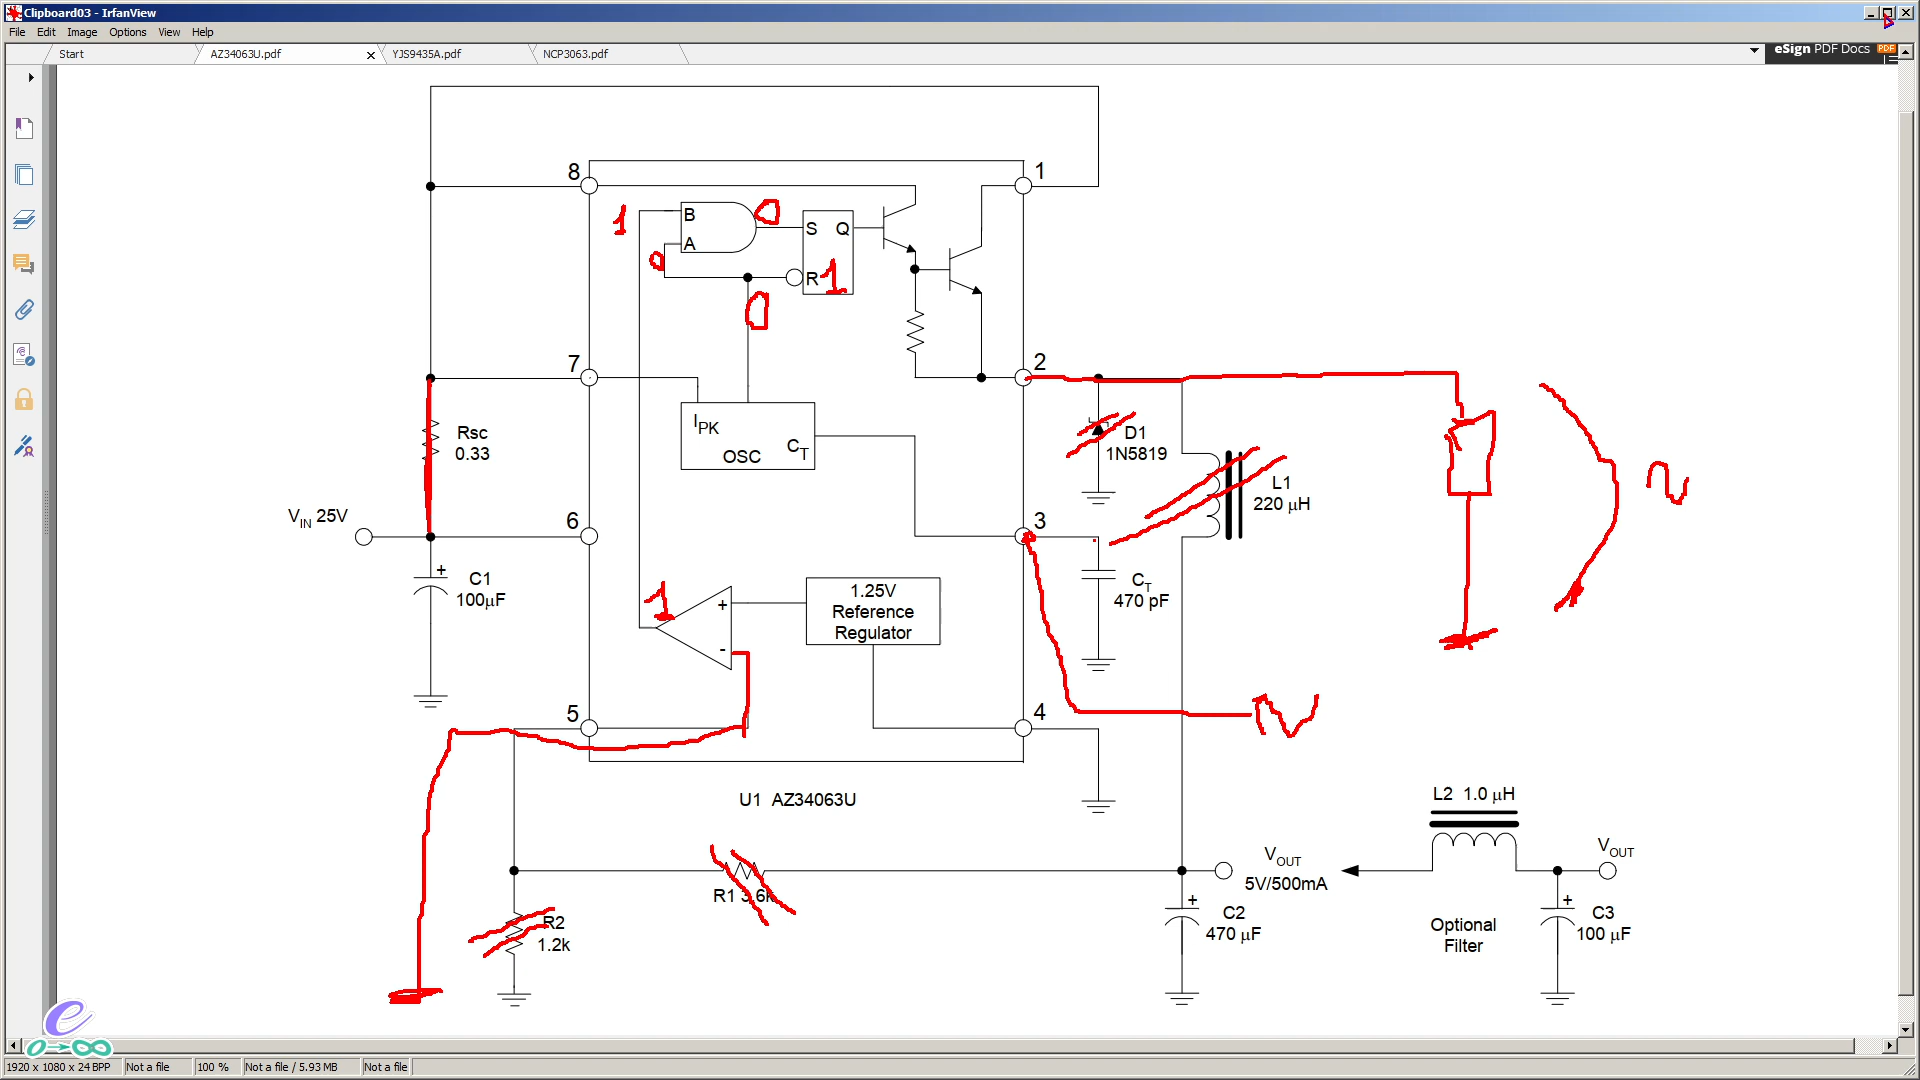 Clipboard03 - IrfanView
File Edit Image Options View Help
Start AZ34063U.pdf x YJS9435A.pdf NCP3063.pdf eSign PDF Docs PDF
8 1
1 B 0 S Q
A
0 R 1
0
7 2
IPK
CT
OSC
Rsc
0.33
D1
1N5819
L1
220 µH
VIN 25V
6 3
+ C1
100µF
CT
470 pF
1 +
-
1.25V
Reference
Regulator
5 4
U1 AZ34063U
L2 1.0 µH
R1 3.6k
VOUT
5V/500mA
VOUT
R2
1.2k
+ C2
470 µF
Optional
Filter
+ C3
100 µF
e
1920 x 1080 x 24 BPP Not a file 100 % Not a file / 5.93 MB Not a file